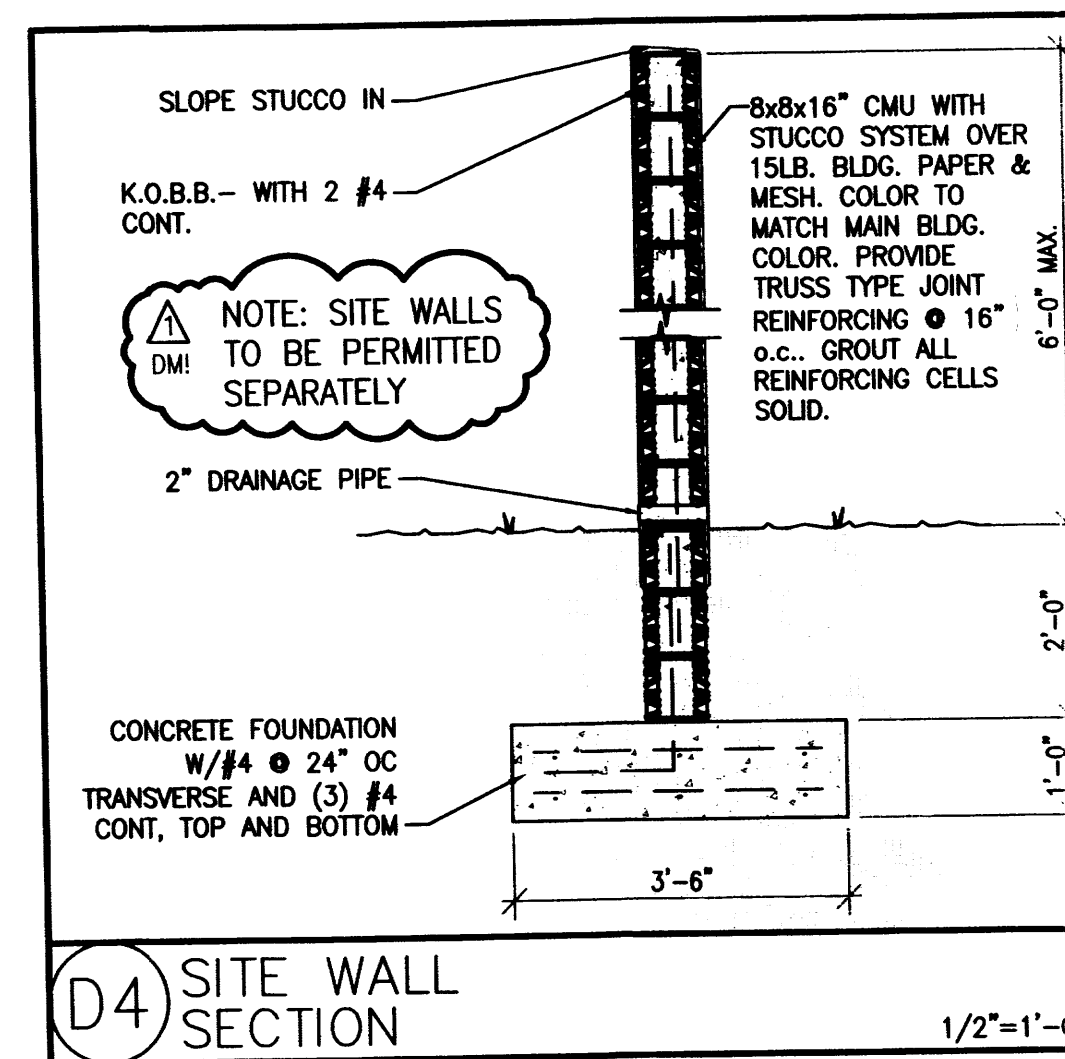 SLOPE STUCCO IN
K.O.B.B.- WITH 2 #4
CONT.
1
DM!
NOTE: SITE WALLS
TO BE PERMITTED
SEPARATELY
2" DRAINAGE PIPE
CONCRETE FOUNDATION
W/#4 @ 24" OC
TRANSVERSE AND (3) #4
CONT, TOP AND BOTTOM
8x8x16" CMU WITH
STUCCO SYSTEM OVER
15LB. BLDG. PAPER &
MESH. COLOR TO
MATCH MAIN BLDG.
COLOR. PROVIDE
TRUSS TYPE JOINT
REINFORCING @ 16"
o.c.. GROUT ALL
REINFORCING CELLS
SOLID.
6'-0" MAX.
2'-0"
1'-0"
3'-6"
D4
SITE WALL
SECTION
1/2"=1'-